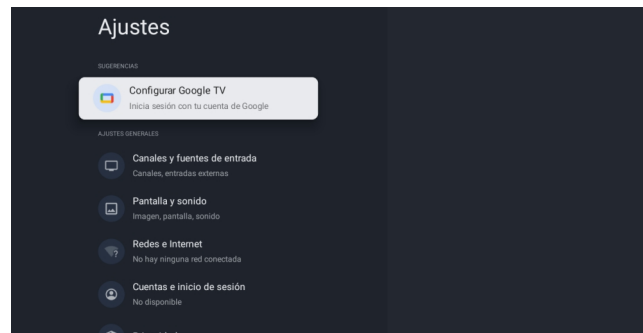 Ajustes
SUGERENCIAS
Configurar Google TV
Inicia sesión con tu cuenta de Google
AJUSTES GENERALES
Canales y fuentes de entrada
Canales, entradas externas
Pantalla y sonido
Imagen, pantalla, sonido
Redes e Internet
No hay ninguna red conectada
Cuentas e inicio de sesión
No disponible